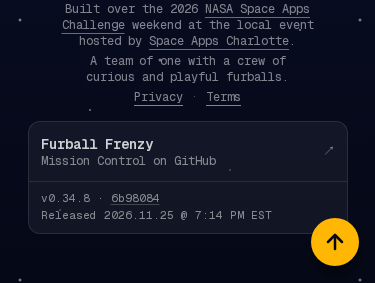 Built over the 2026 NASA Space Apps
Challenge weekend at the local event
hosted by Space Apps Charlotte.
A team of one with a crew of
curious and playful furballs.
Privacy · Terms
Furball Frenzy ↗
Mission Control on GitHub
v0.34.8 · 6b98084
Released 2026.11.25 @ 7:14 PM EST